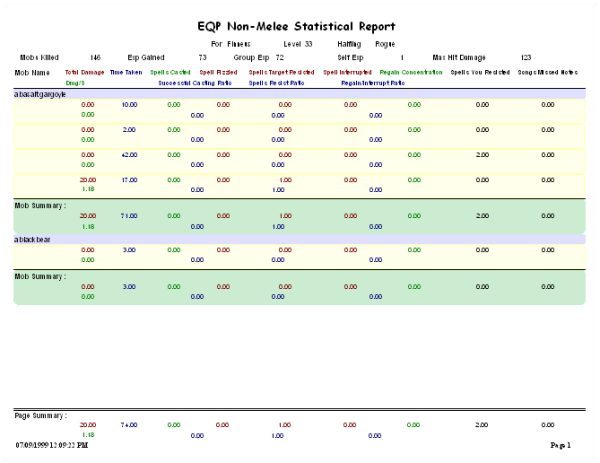 EQP Non-Melee Statistical Report
For Finneus Level 33 Halfling Rogue
Mobs Killed 146 Exp Gained 73 Group Exp 72 Self Exp 1 Max Hit Damage 123
Mob Name Total Damage Time Taken Spells Casted Spell Fizzled Spells Target Resisted Spell Interrupted Regain Concentration Spells You Resisted Songs Missed Notes
Dmg/S Successful Casting Ratio Spells Resist Ratio Regain/Interrupt Ratio
a basalt gargoyle
0.00 10.00 0.00 0.00 0.00 0.00 0.00 0.00 0.00
0.00 0.00 0.00 0.00
0.00 2.00 0.00 0.00 0.00 0.00 0.00 0.00 0.00
0.00 0.00 0.00 0.00
0.00 42.00 0.00 0.00 0.00 0.00 0.00 2.00 0.00
0.00 0.00 0.00 0.00
20.00 17.00 0.00 0.00 1.00 0.00 0.00 0.00 0.00
1.18 0.00 1.00 0.00
Mob Summary :
20.00 71.00 0.00 0.00 1.00 0.00 0.00 2.00 0.00
1.18 0.00 1.00 0.00
a black bear
0.00 3.00 0.00 0.00 0.00 0.00 0.00 0.00 0.00
0.00 0.00 0.00 0.00
Mob Summary :
0.00 3.00 0.00 0.00 0.00 0.00 0.00 0.00 0.00
0.00 0.00 0.00 0.00
Page Summary :
20.00 74.00 0.00 0.00 1.00 0.00 0.00 2.00 0.00
1.18 0.00 1.00 0.00
07/09/1999 12:09:22 PM Page 1